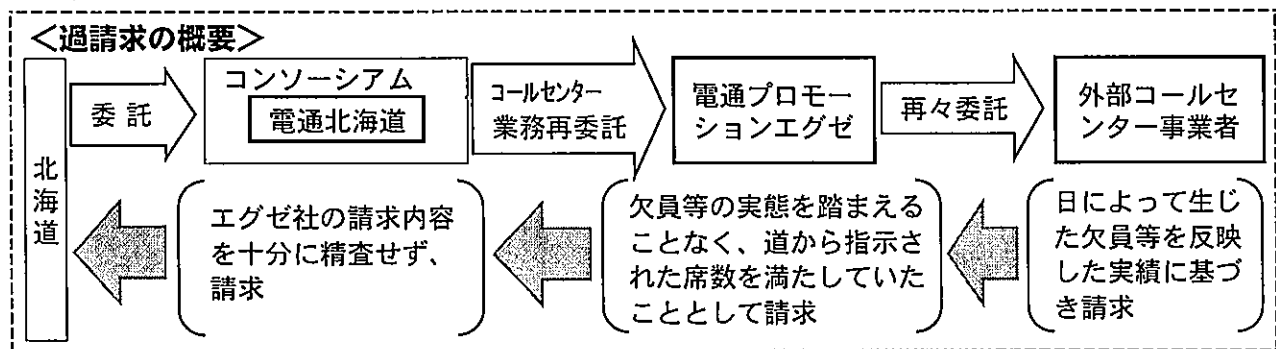 ＜過請求の概要＞
北海道
委託
コンソーシアム
電通北海道
コールセンター
業務再委託
電通プロモー
ションエグゼ
再々委託
外部コールセ
ンター事業者
エグゼ社の請求内容
を十分に精査せず、
請求
欠員等の実態を踏まえる
ことなく、道から指示さ
れた席数を満たしていた
こととして請求
日によって生じ
た欠員等を反映
した実績に基づ
き請求